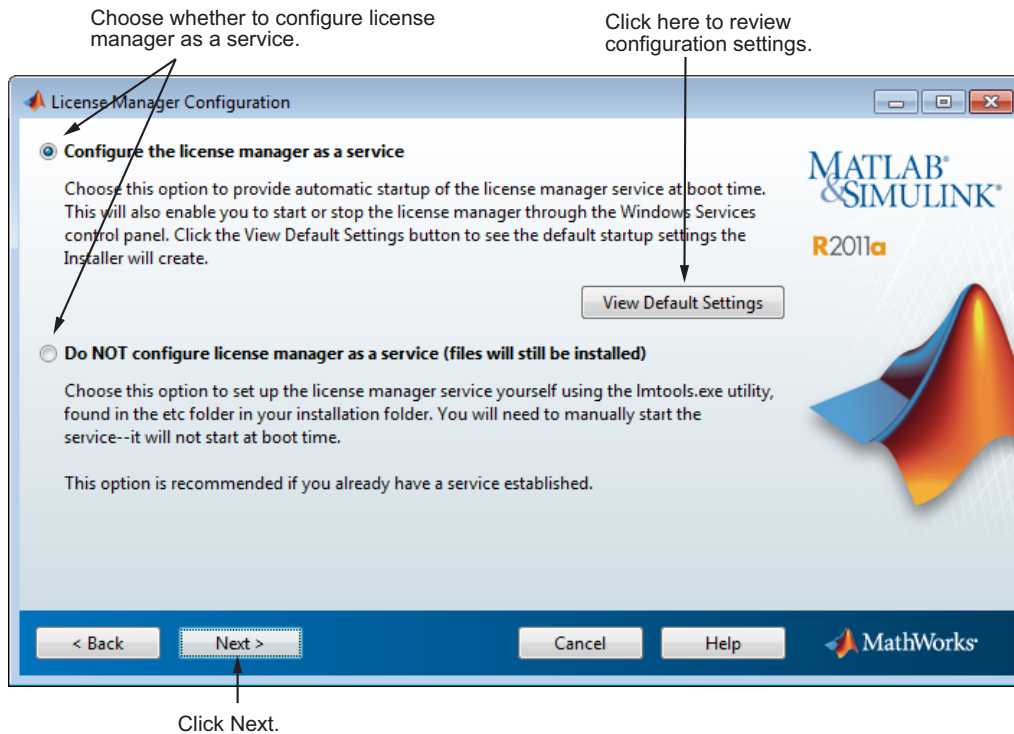 Choose whether to configure license
manager as a service.
Click here to review
configuration settings.
License Manager Configuration
Configure the license manager as a service
Choose this option to provide automatic startup of the license manager service at boot time.
This will also enable you to start or stop the license manager through the Windows Services
control panel. Click the View Default Settings button to see the default startup settings the
Installer will create.
View Default Settings
Do NOT configure license manager as a service (files will still be installed)
Choose this option to set up the license manager service yourself using the lmtools.exe utility,
found in the etc folder in your installation folder. You will need to manually start the
service--it will not start at boot time.
This option is recommended if you already have a service established.
MATLAB®
&SIMULINK®
R2011a
< Back
Next >
Cancel
Help
MathWorks®
Click Next.